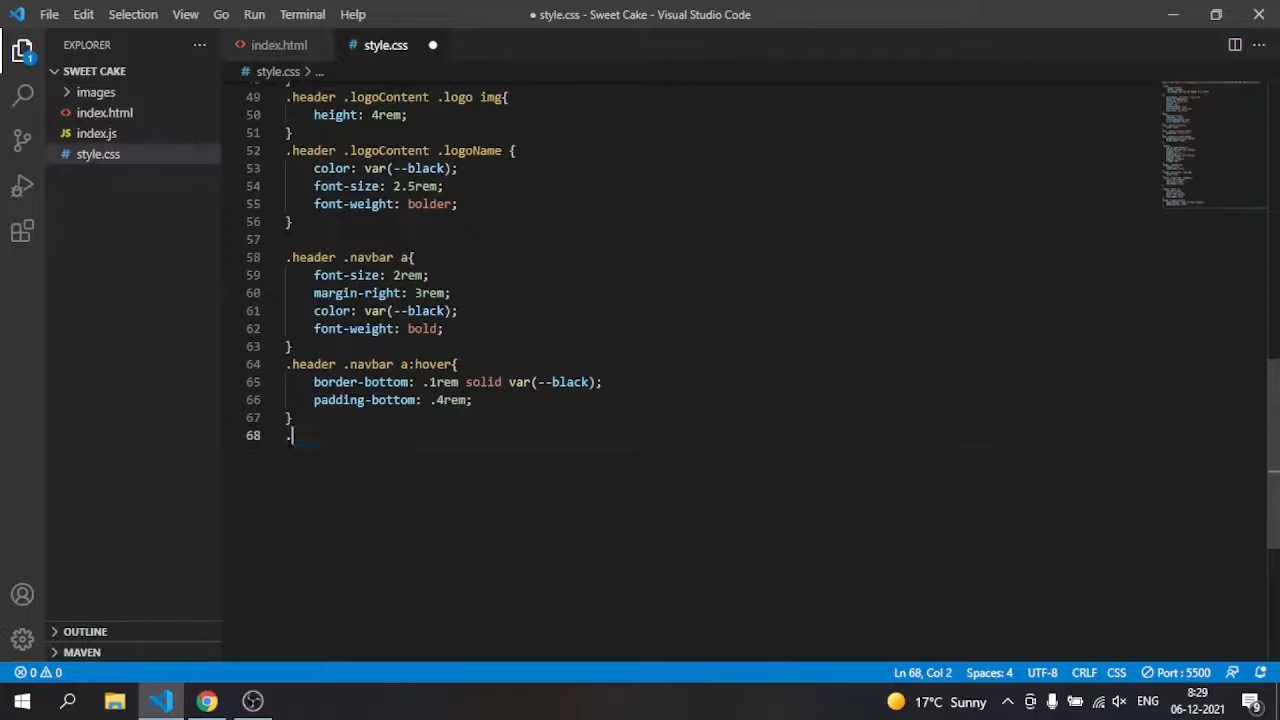 File Edit Selection View Go Run Terminal Help
● style.css - Sweet Cake - Visual Studio Code
EXPLORER
index.html
# style.css
1
SWEET CAKE
# style.css > ...
images
index.html
JS index.js
# style.css
49 .header .logoContent .logo img{
50 height: 4rem;
51 }
52 .header .logoContent .logoName {
53 color: var(--black);
54 font-size: 2.5rem;
55 font-weight: bolder;
56 }
57
58 .header .navbar a{
59 font-size: 2rem;
60 margin-right: 3rem;
61 color: var(--black);
62 font-weight: bold;
63 }
64 .header .navbar a:hover{
65 border-bottom: .1rem solid var(--black);
66 padding-bottom: .4rem;
67 }
68 .
OUTLINE
MAVEN
0 0 Ln 68, Col 2 Spaces: 4 UTF-8 CRLF CSS Port : 5500
17°C Sunny ENG 8:29 06-12-2021 9